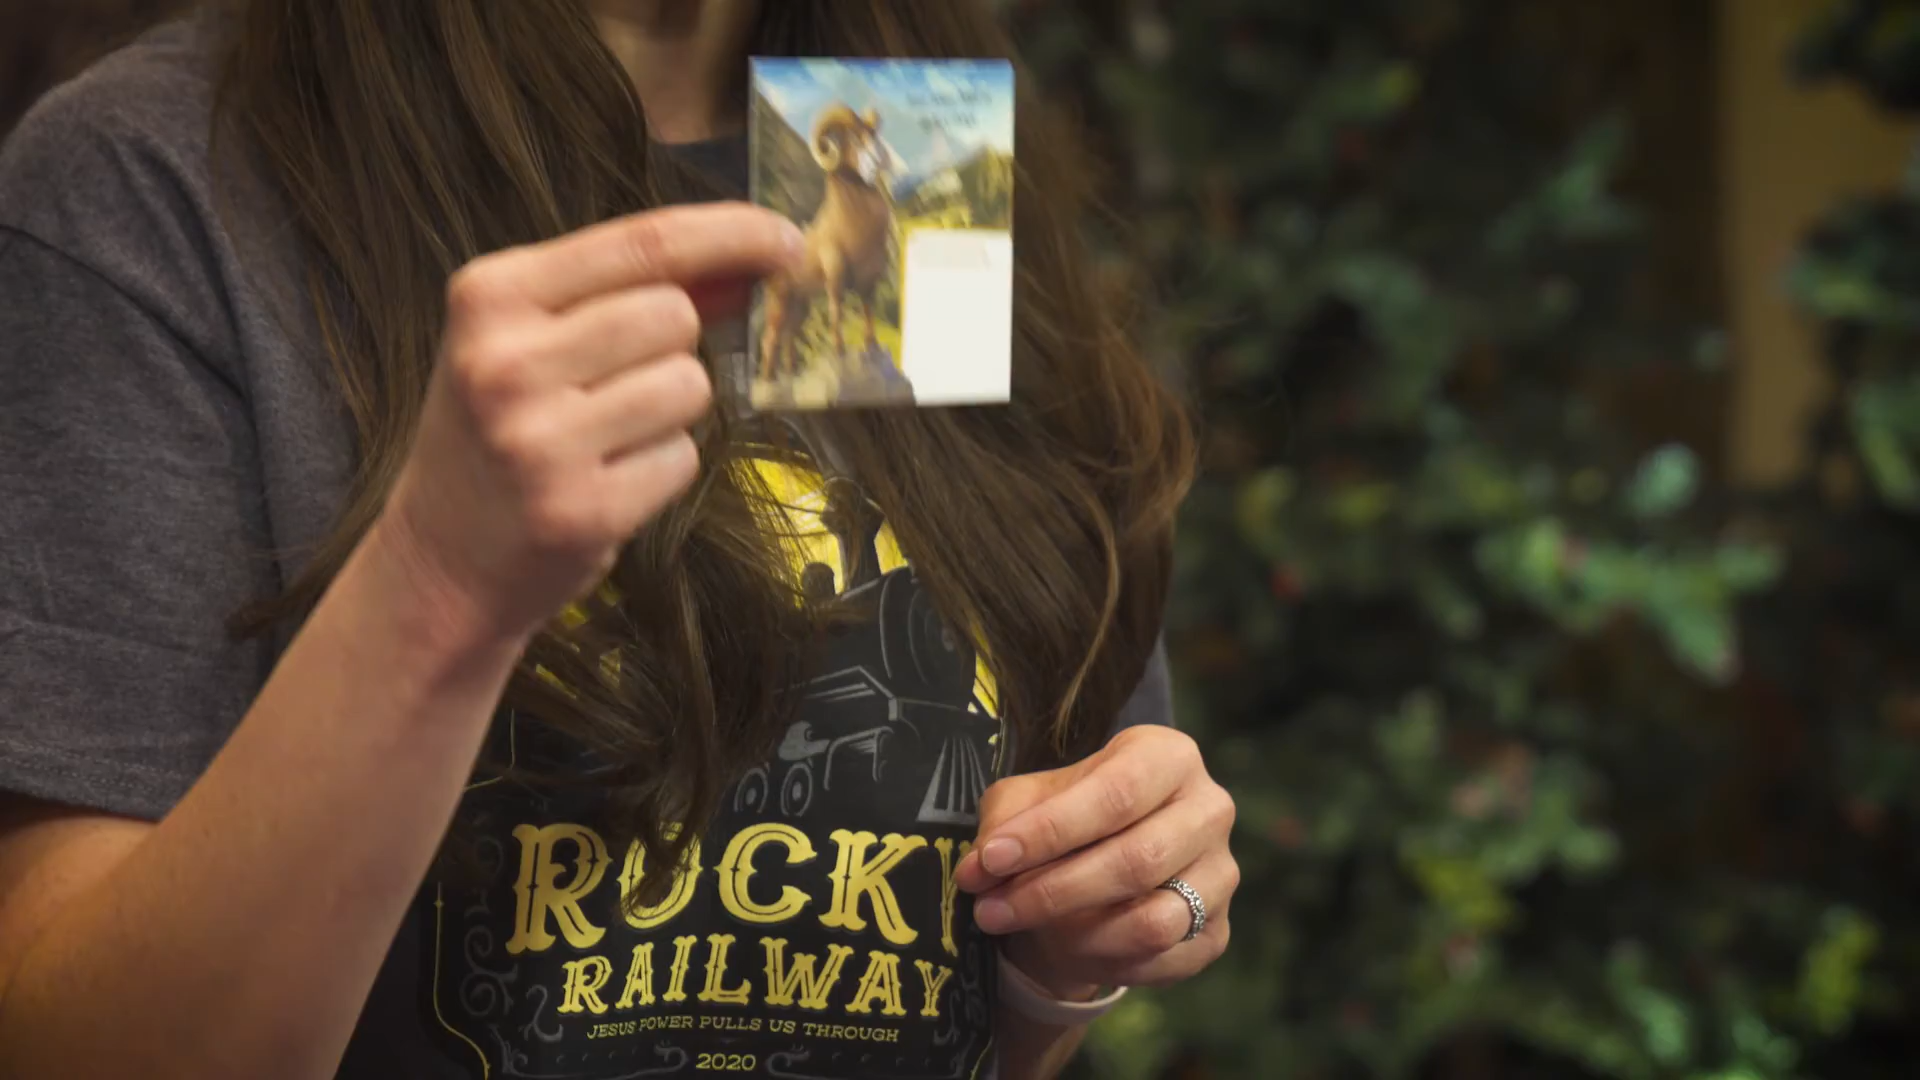 ROCKY
RAILWAY
JESUS' POWER PULLS US THROUGH
2020